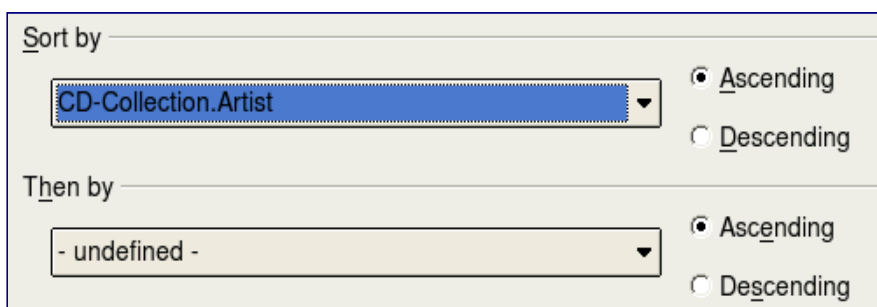 Sort by
CD-Collection.Artist
Ascending
Descending
Then by
- undefined -
Ascending
Descending